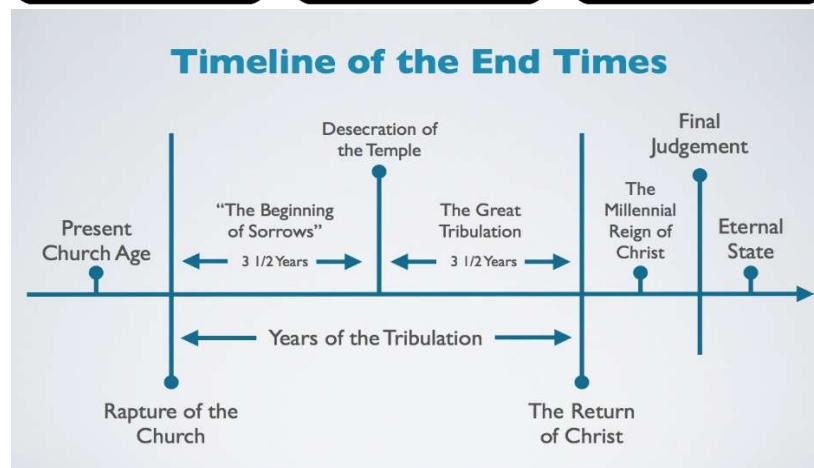 Timeline of the End Times
Desecration of
the Temple
Final
Judgement
Present
Church Age
“The Beginning
of Sorrows”
3 1/2 Years
The Great
Tribulation
3 1/2 Years
The
Millennial
Reign of
Christ
Eternal
State
Years of the Tribulation
Rapture of the
Church
The Return
of Christ